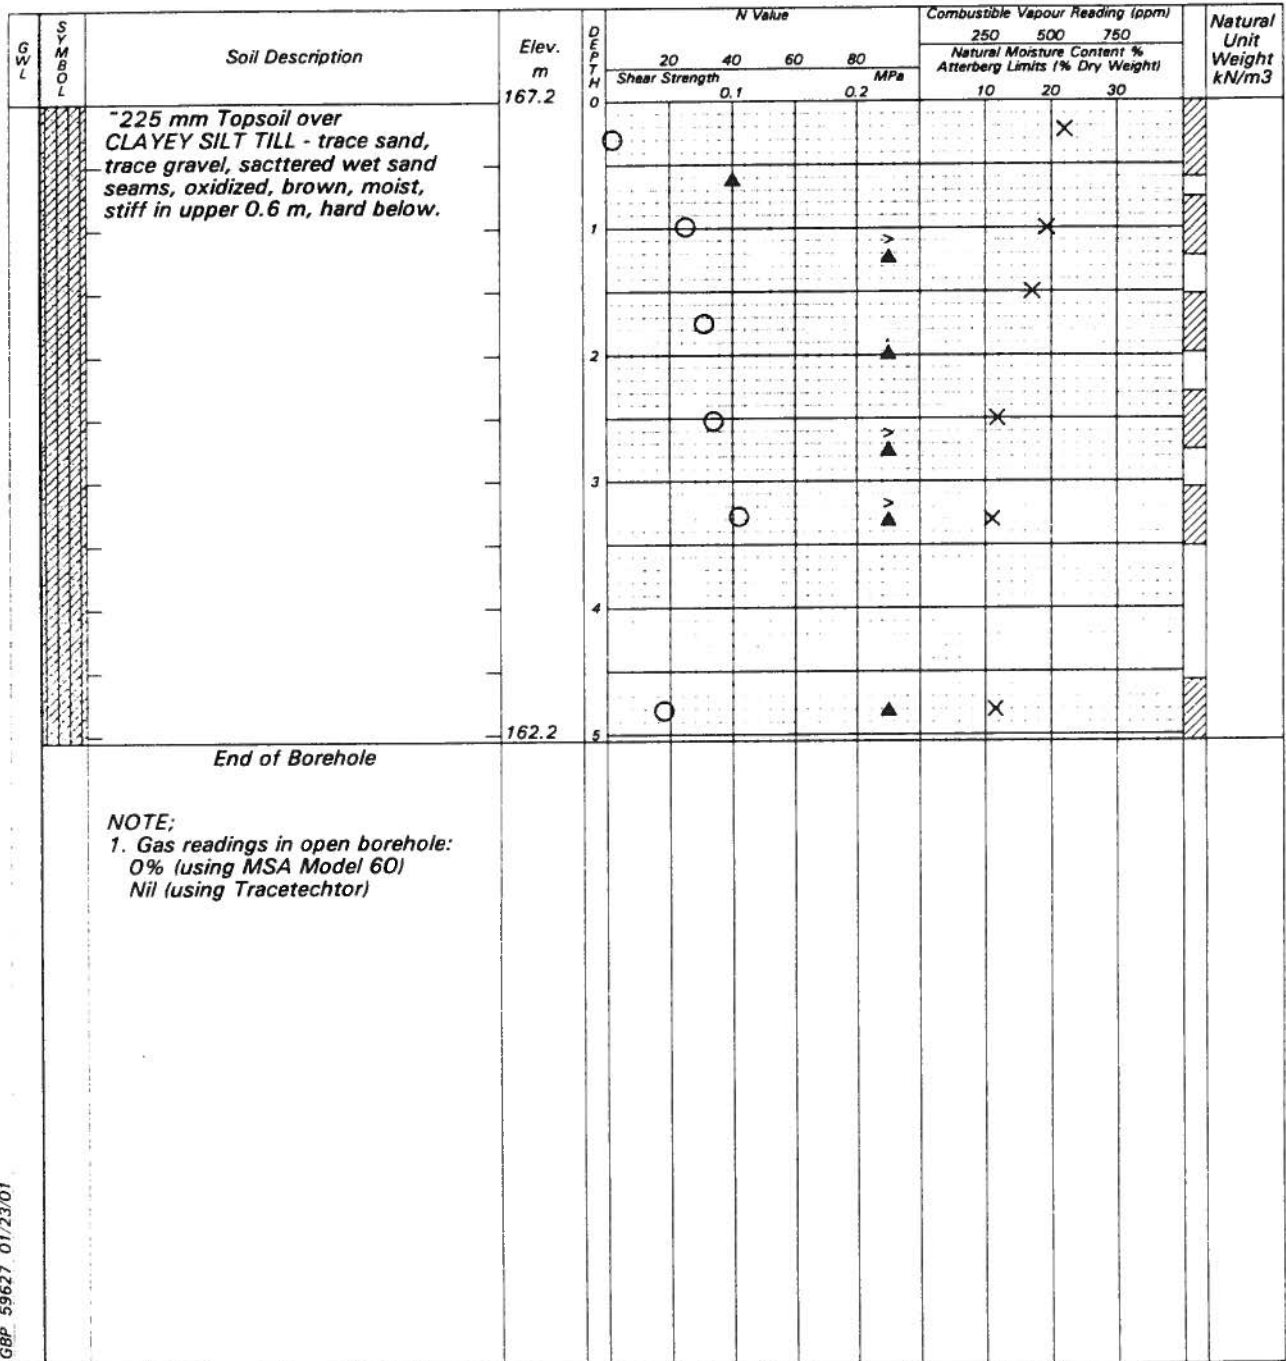 GWL
SYMBOL
Soil Description
Elev.
m
167.2
DEPTH
N Value
20 40 60 80
Shear Strength MPa
0.1 0.2
Combustible Vapour Reading (ppm)
250 500 750
Natural Moisture Content %
Atterberg Limits (% Dry Weight)
10 20 30
Natural
Unit
Weight
kN/m3
0
~225 mm Topsoil over
CLAYEY SILT TILL - trace sand,
trace gravel, sacttered wet sand
seams, oxidized, brown, moist,
stiff in upper 0.6 m, hard below.
1
2
3
4
5
162.2
End of Borehole
NOTE;
1. Gas readings in open borehole:
0% (using MSA Model 60)
Nil (using Tracetechtor)
GBP 59627 01/23/01